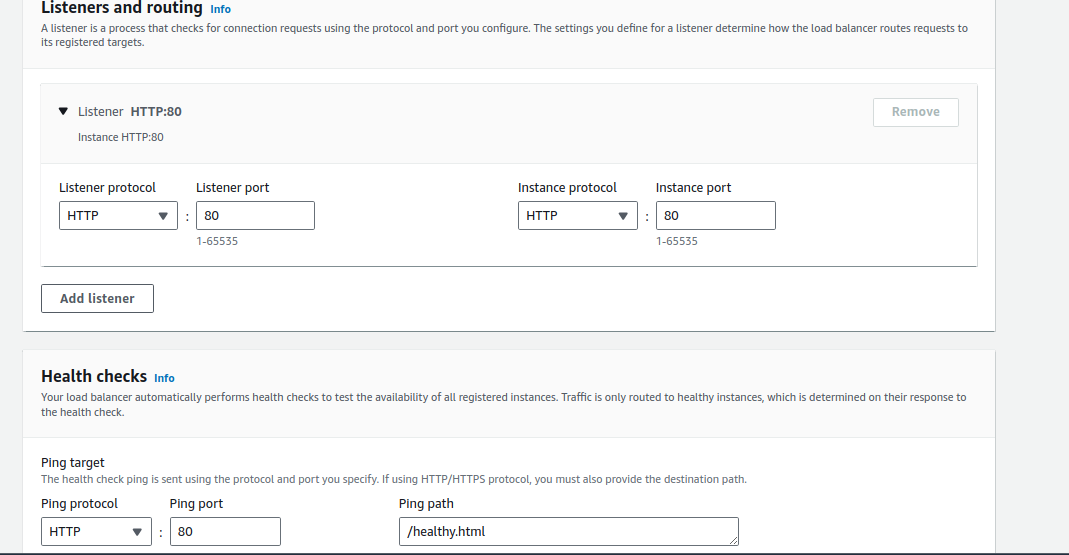 Listeners and routing Info
A listener is a process that checks for connection requests using the protocol and port you configure. The settings you define for a listener determine how the load balancer routes requests to
its registered targets.
Listener HTTP:80
Remove
Instance HTTP:80
Listener protocol Listener port Instance protocol Instance port
HTTP : 80 HTTP : 80
1-65535 1-65535
Add listener
Health checks Info
Your load balancer automatically performs health checks to test the availability of all registered instances. Traffic is only routed to healthy instances, which is determined on their response to
the health check.
Ping target
The health check ping is sent using the protocol and port you specify. If using HTTP/HTTPS protocol, you must also provide the destination path.
Ping protocol Ping port Ping path
HTTP : 80 /healthy.html